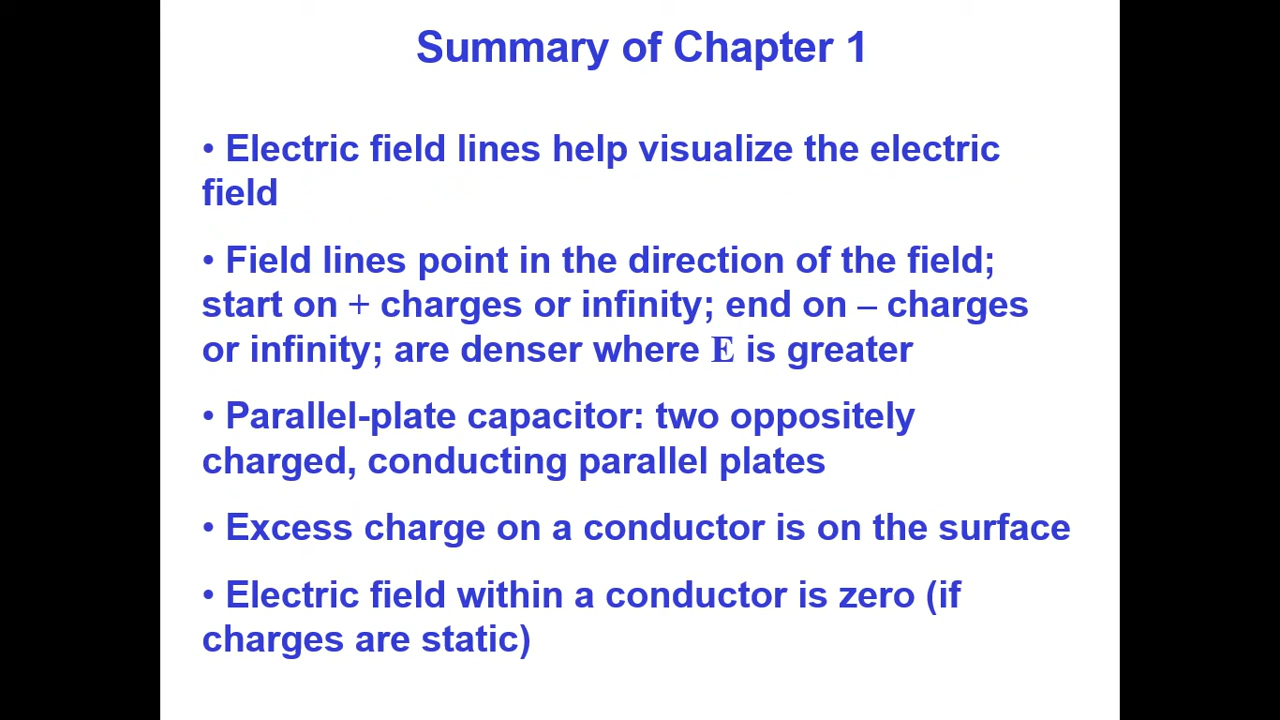 Summary of Chapter 1
• Electric field lines help visualize the electric
field
• Field lines point in the direction of the field;
start on + charges or infinity; end on – charges
or infinity; are denser where E is greater
• Parallel-plate capacitor: two oppositely
charged, conducting parallel plates
• Excess charge on a conductor is on the surface
• Electric field within a conductor is zero (if
charges are static)